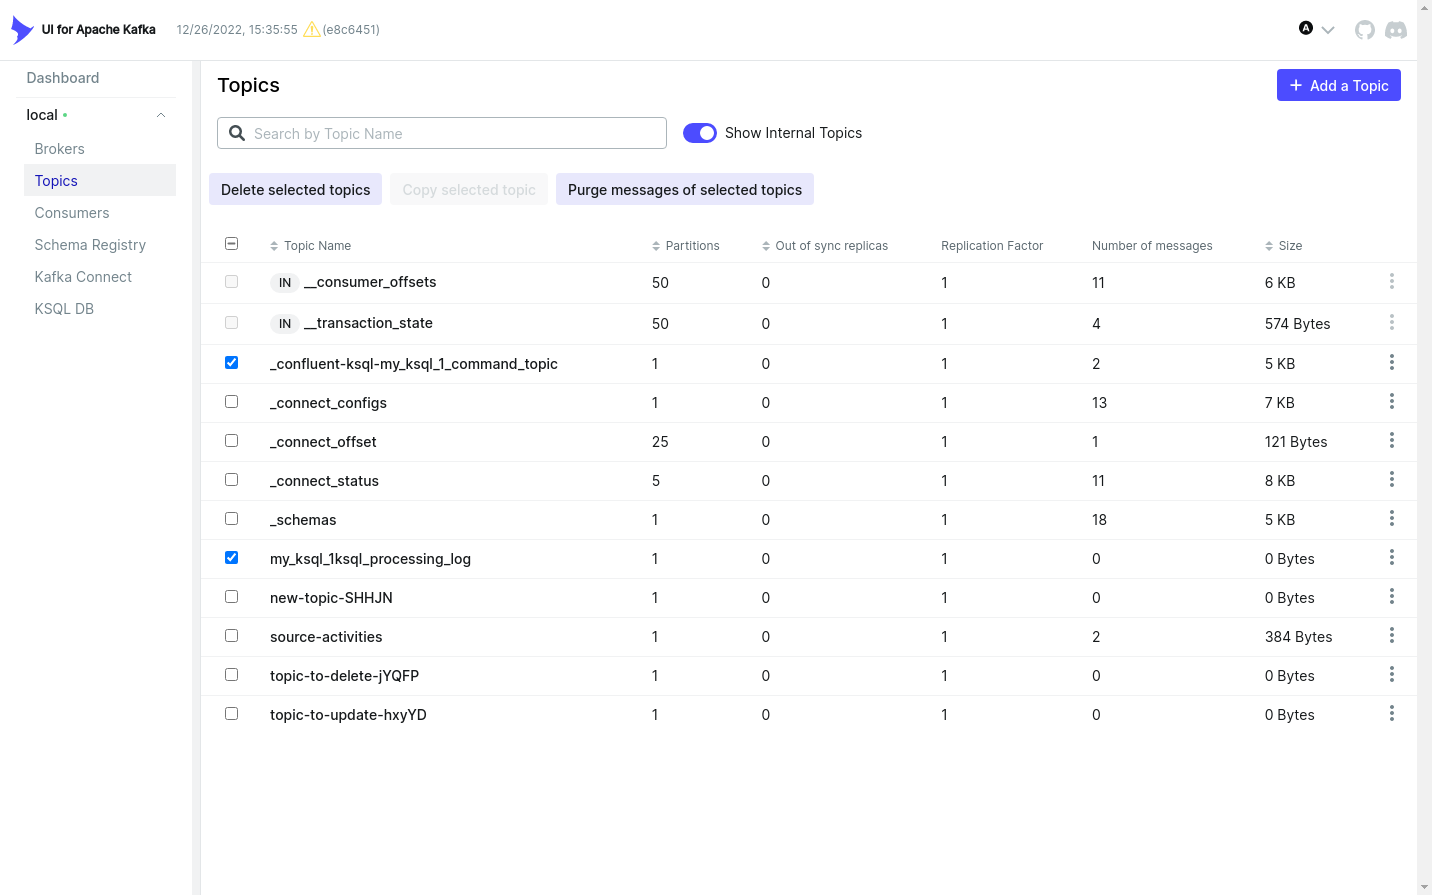 UI for Apache Kafka 12/26/2022, 15:35:55 (e8c6451) A
Dashboard
local
Brokers
Topics
Consumers
Schema Registry
Kafka Connect
KSQL DB
Topics
Add a Topic
Search by Topic Name
Show Internal Topics
Delete selected topics Copy selected topic Purge messages of selected topics
Topic Name Partitions Out of sync replicas Replication Factor Number of messages Size
IN __consumer_offsets 50 0 1 11 6 KB
IN __transaction_state 50 0 1 4 574 Bytes
_confluent-ksql-my_ksql_1_command_topic 1 0 1 2 5 KB
_connect_configs 1 0 1 13 7 KB
_connect_offset 25 0 1 1 121 Bytes
_connect_status 5 0 1 11 8 KB
_schemas 1 0 1 18 5 KB
my_ksql_1ksql_processing_log 1 0 1 0 0 Bytes
new-topic-SHHJN 1 0 1 0 0 Bytes
source-activities 1 0 1 2 384 Bytes
topic-to-delete-jYQFP 1 0 1 0 0 Bytes
topic-to-update-hxyYD 1 0 1 0 0 Bytes